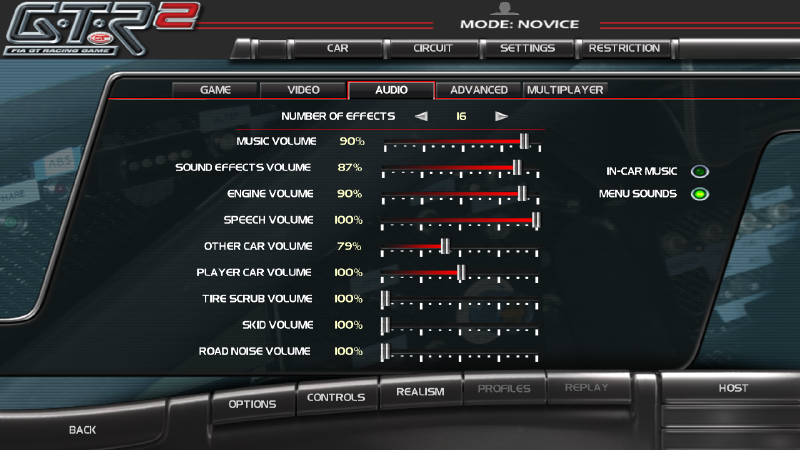 GTR2
FIA GT RACING GAME
MODE: NOVICE
CAR CIRCUIT SETTINGS RESTRICTION
GAME VIDEO AUDIO ADVANCED MULTIPLAYER
NUMBER OF EFFECTS 16
MUSIC VOLUME 90%
SOUND EFFECTS VOLUME 87%
IN-CAR MUSIC
ENGINE VOLUME 90%
MENU SOUNDS
SPEECH VOLUME 100%
OTHER CAR VOLUME 79%
PLAYER CAR VOLUME 100%
TIRE SCRUB VOLUME 100%
SKID VOLUME 100%
ROAD NOISE VOLUME 100%
BACK OPTIONS CONTROLS REALISM PROFILES REPLAY HOST
ABS